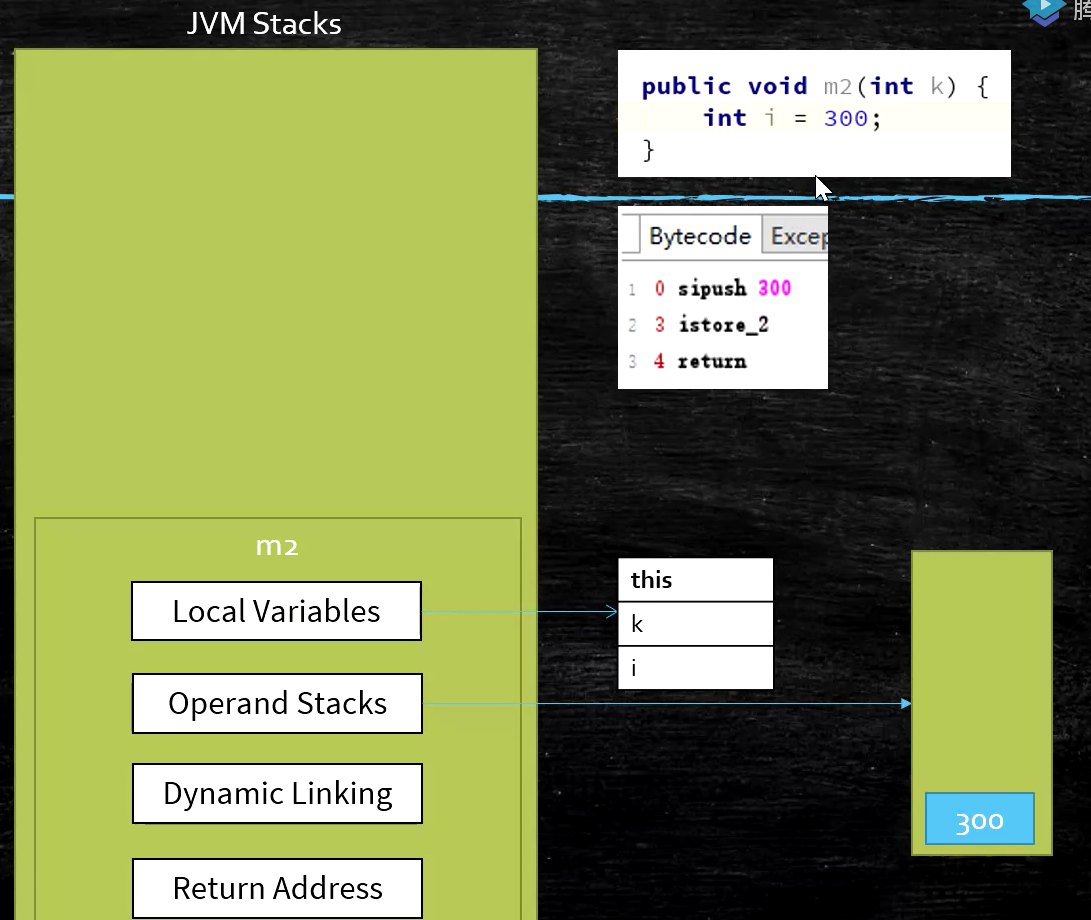 JVM Stacks
腾
public void m2(int k) {
int i = 300;
}
Bytecode Excep
1 0 sipush 300
2 3 istore_2
3 4 return
m2
Local Variables
Operand Stacks
Dynamic Linking
Return Address
this
k
i
300